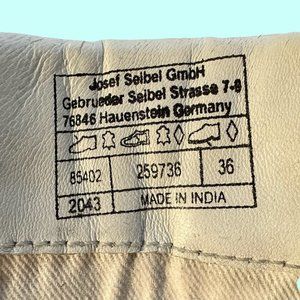 Josef Seibel GmbH
Gebrueder Seibel Strasse 7-9
76846 Hauenstein Germany
85402 259736 36
2043 MADE IN INDIA